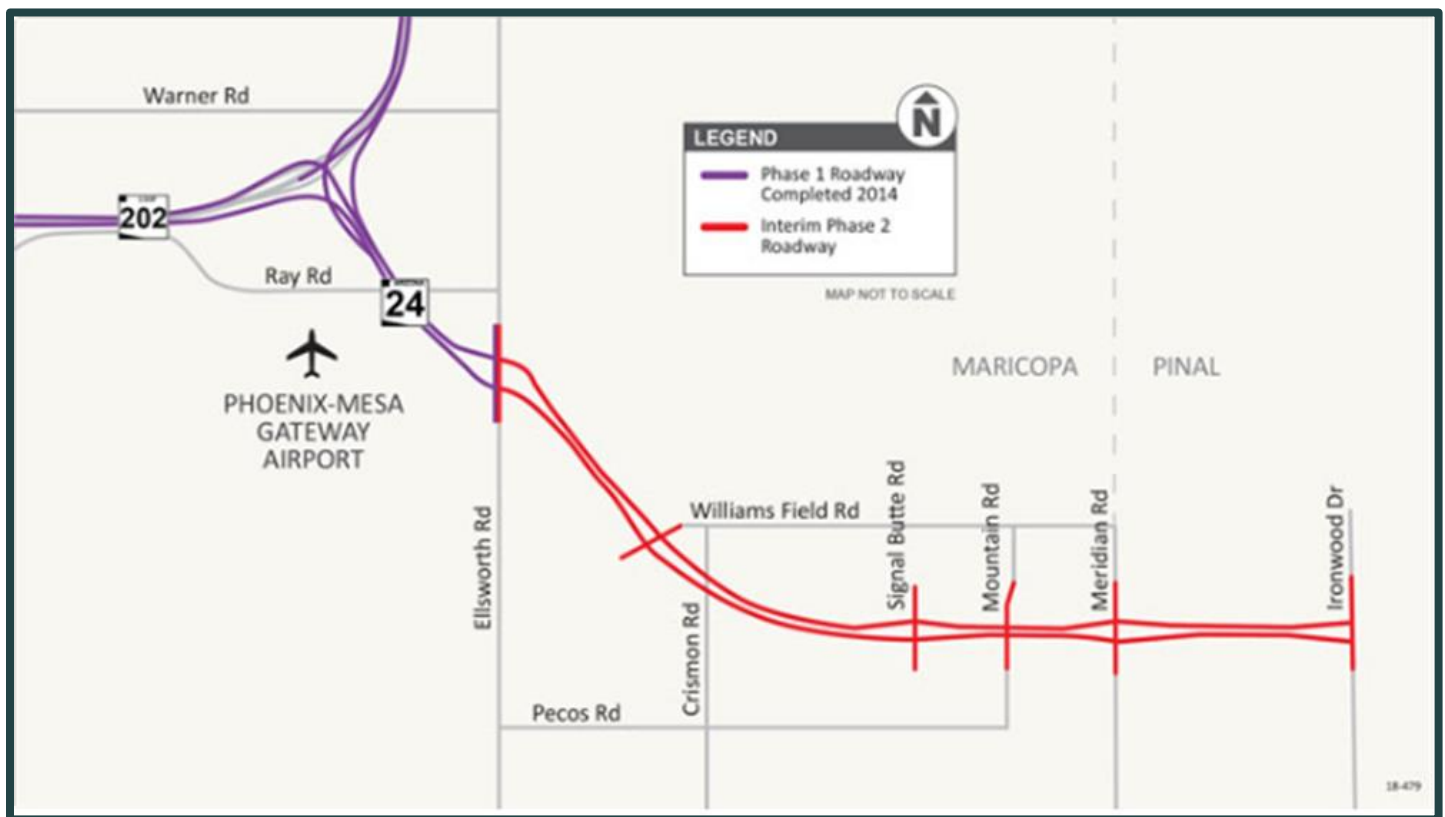 Warner Rd
N
LEGEND
Phase 1 Roadway
Completed 2014
Interim Phase 2
Roadway
MAP NOT TO SCALE
202
Ray Rd
24
PHOENIX-MESA
GATEWAY
AIRPORT
MARICOPA
PINAL
Ellsworth Rd
Williams Field Rd
Signal Butte Rd
Mountain Rd
Meridian Rd
Ironwood Dr
Crismon Rd
Pecos Rd
18-479